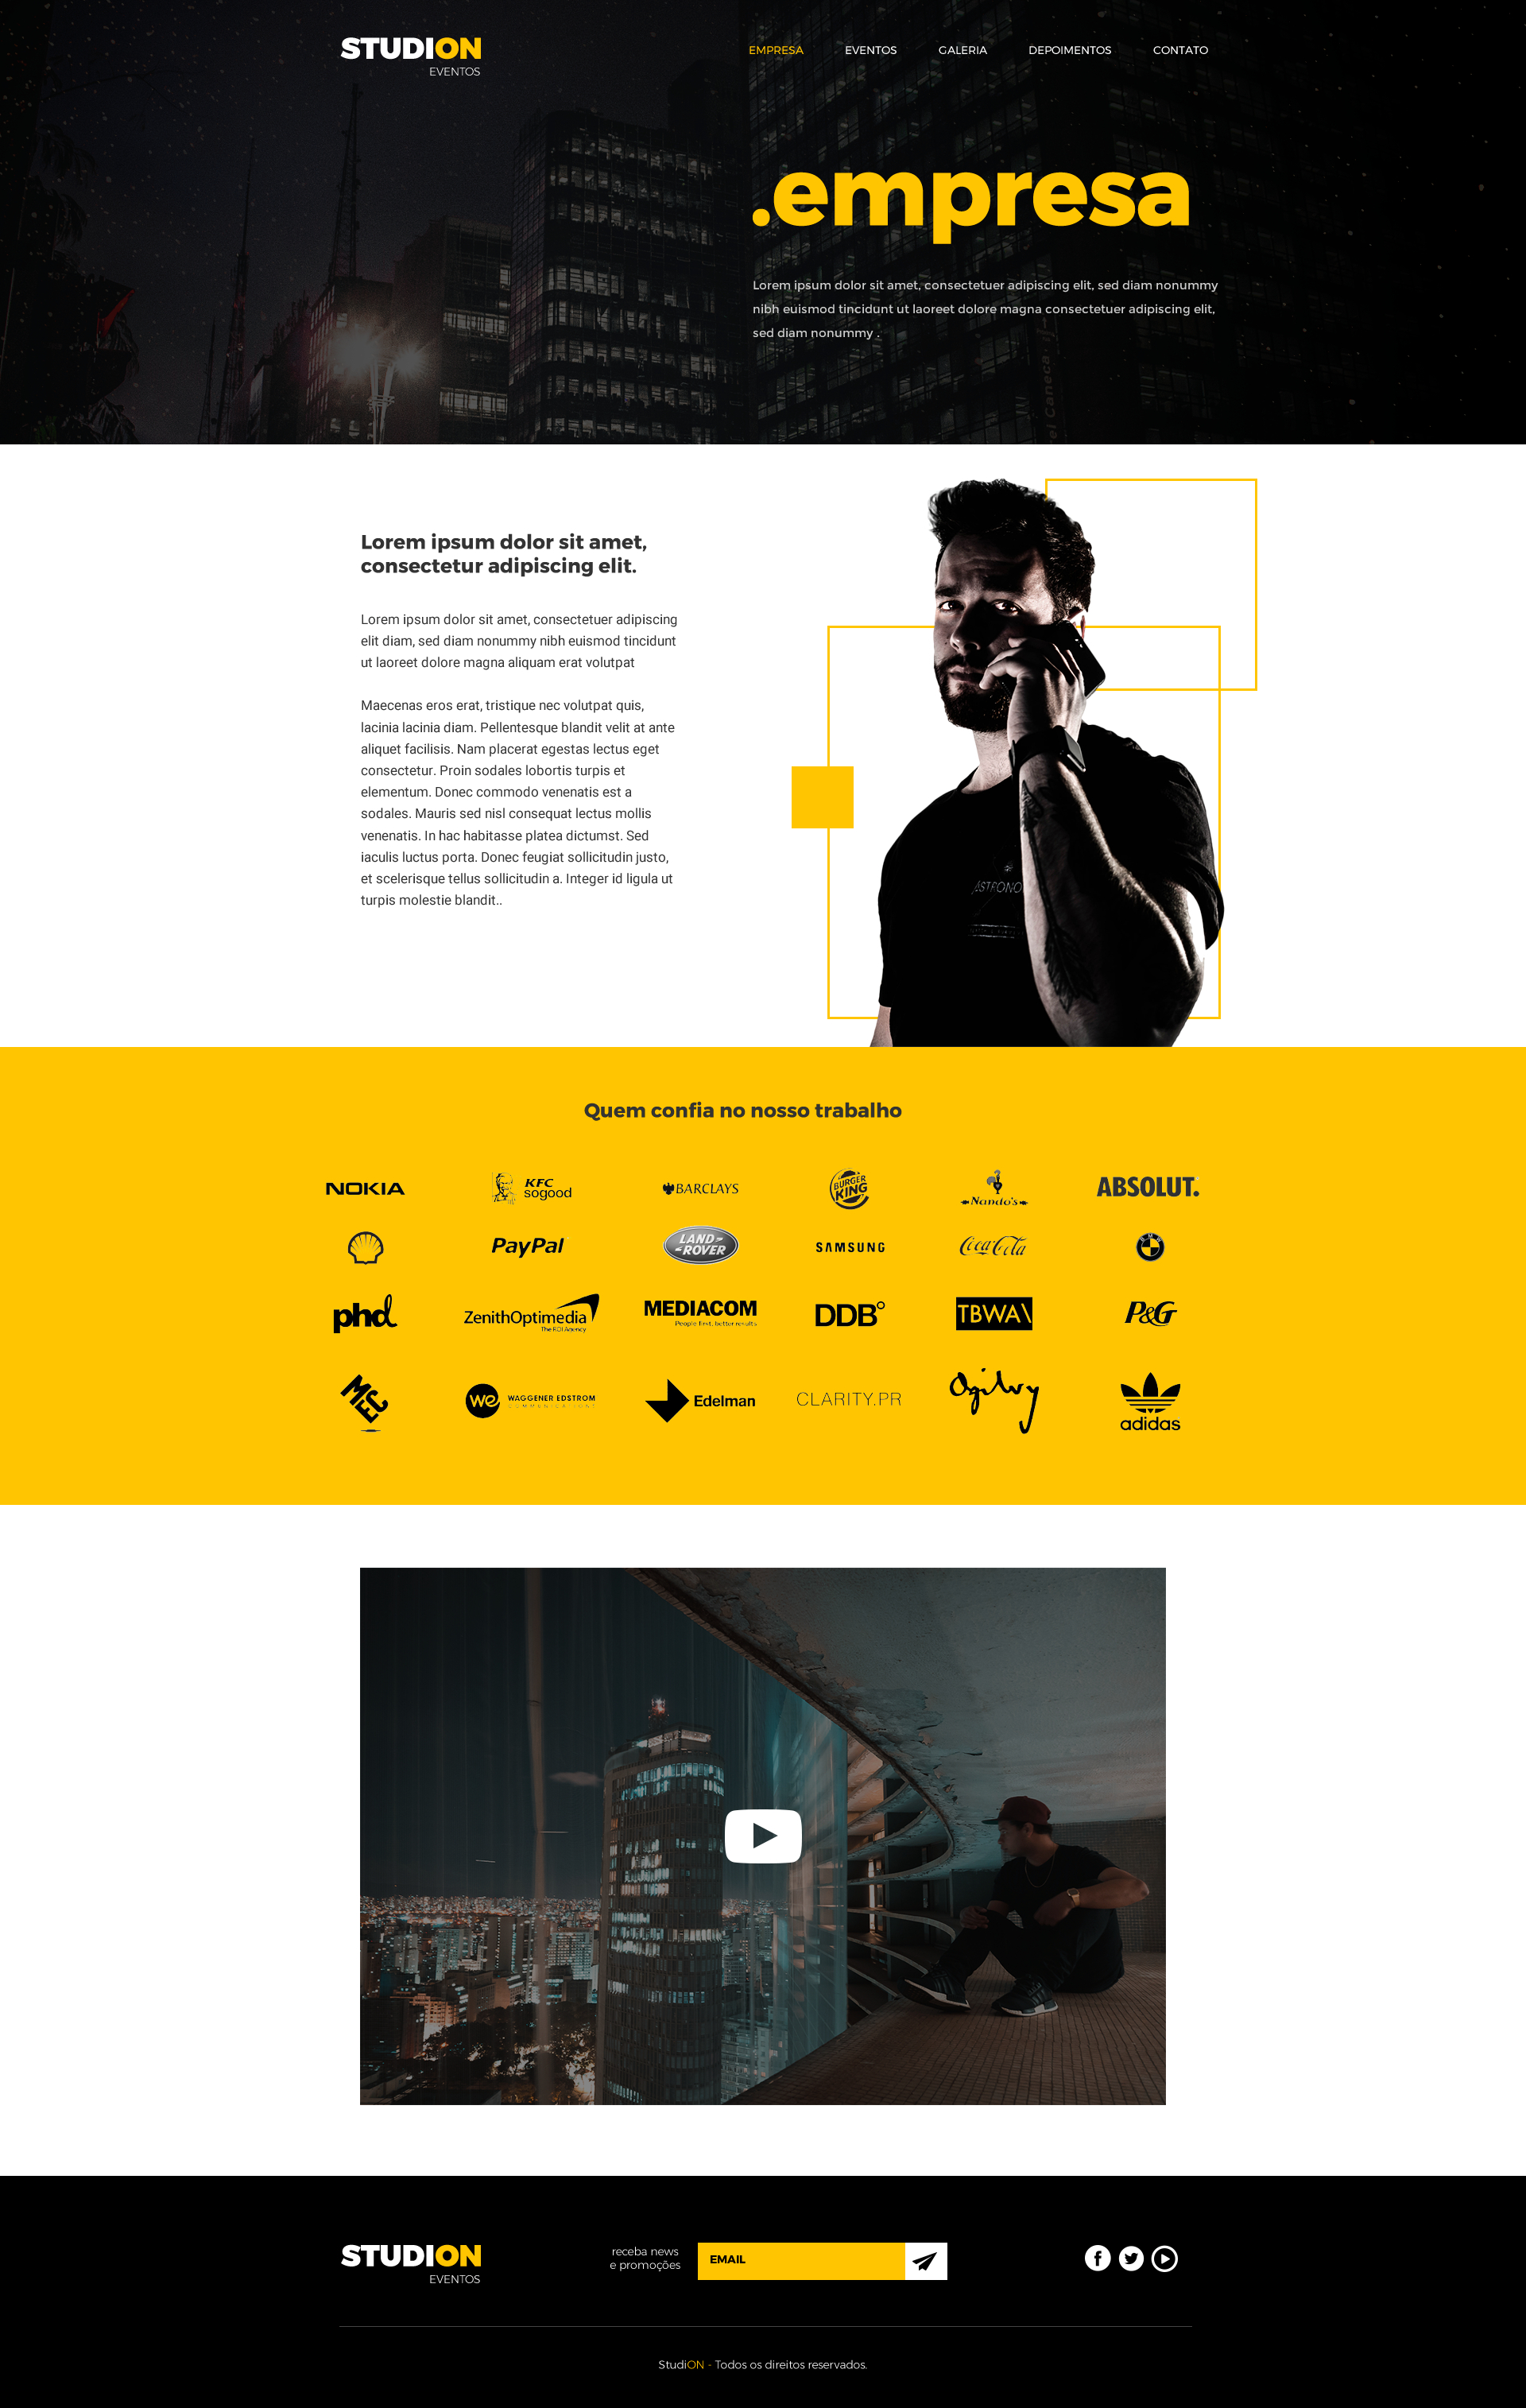 STUDION
EVENTOS
EMPRESA EVENTOS GALERIA DEPOIMENTOS CONTATO
.empresa
Lorem ipsum dolor sit amet, consectetuer adipiscing elit, sed diam nonummy
nibh euismod tincidunt ut laoreet dolore magna consectetuer adipiscing elit,
sed diam nonummy .
el Caneca
Lorem ipsum dolor sit amet,
consectetur adipiscing elit.
Lorem ipsum dolor sit amet, consectetuer adipiscing
elit diam, sed diam nonummy nibh euismod tincidunt
ut laoreet dolore magna aliquam erat volutpat
Maecenas eros erat, tristique nec volutpat quis,
lacinia lacinia diam. Pellentesque blandit velit at ante
aliquet facilisis. Nam placerat egestas lectus eget
consectetur. Proin sodales lobortis turpis et
elementum. Donec commodo venenatis est a
sodales. Mauris sed nisl consequat lectus mollis
venenatis. In hac habitasse platea dictumst. Sed
iaculis luctus porta. Donec feugiat sollicitudin justo,
et scelerisque tellus sollicitudin a. Integer id ligula ut
turpis molestie blandit..
ASTRONO
Quem confia no nosso trabalho
NOKIA
KFC
sogood
BARCLAYS
BURGER
KING
Nando's
ABSOLUT.
PayPal
LAND-
-ROVER
SAMSUNG
Coca-Cola
BMW
phd
ZenithOptimedia
The ROI Agency
MEDIACOM
People first, better results
DDB
TBWA\
P&G
MEC
we
WAGGENER EDSTROM
COMMUNICATIONS
Edelman
CLARITY.PR
Ogilvy
adidas
STUDION
EVENTOS
receba news
e promoções
EMAIL
StudiON - Todos os direitos reservados.